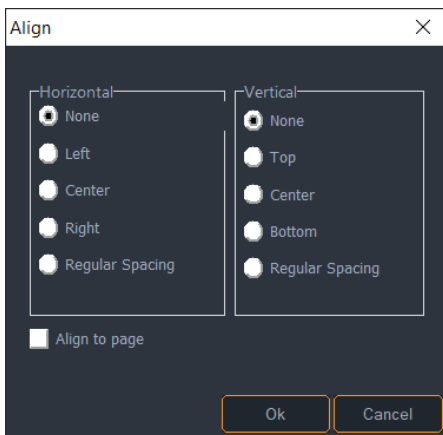 Align
Horizontal
None
Left
Center
Right
Regular Spacing
Vertical
None
Top
Center
Bottom
Regular Spacing
Align to page
Ok
Cancel